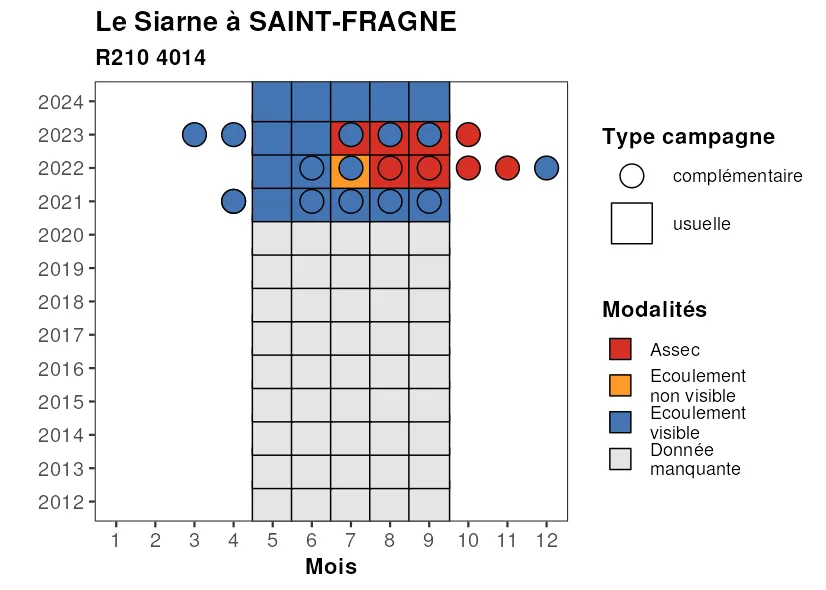 Le Siarne à SAINT-FRAGNE
R210 4014
2024
2023
2022
2021
2020
2019
2018
2017
2016
2015
2014
2013
2012
1 2 3 4 5 6 7 8 9 10 11 12
Mois
Type campagne
complémentaire
usuelle
Modalités
Assec
Ecoulement
non visible
Ecoulement
visible
Donnée
manquante